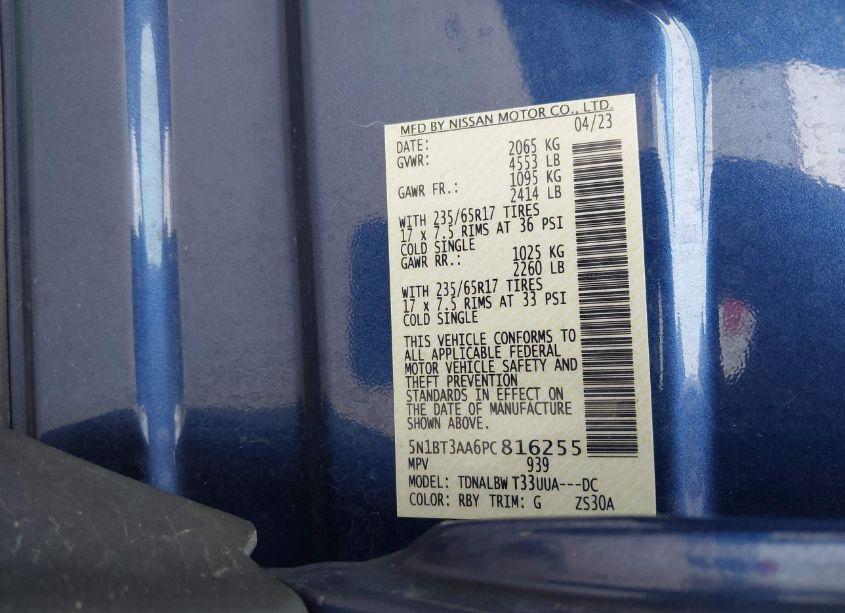 MFD BY NISSAN MOTOR CO., LTD.
DATE: 04/23
GVWR: 2065 KG
4553 LB
GAWR FR.: 1095 KG
2414 LB
WITH 235/65R17 TIRES
17 x 7.5 RIMS AT 36 PSI
COLD SINGLE
GAWR RR.: 1025 KG
2260 LB
WITH 235/65R17 TIRES
17 x 7.5 RIMS AT 33 PSI
COLD SINGLE
THIS VEHICLE CONFORMS TO
ALL APPLICABLE FEDERAL
MOTOR VEHICLE SAFETY AND
THEFT PREVENTION
STANDARDS IN EFFECT ON
THE DATE OF MANUFACTURE
SHOWN ABOVE.
5N1BT3AA6PC816255
MPV 939
MODEL: TDNALBW T33UUA---DC
COLOR: RBY TRIM: G ZS30A